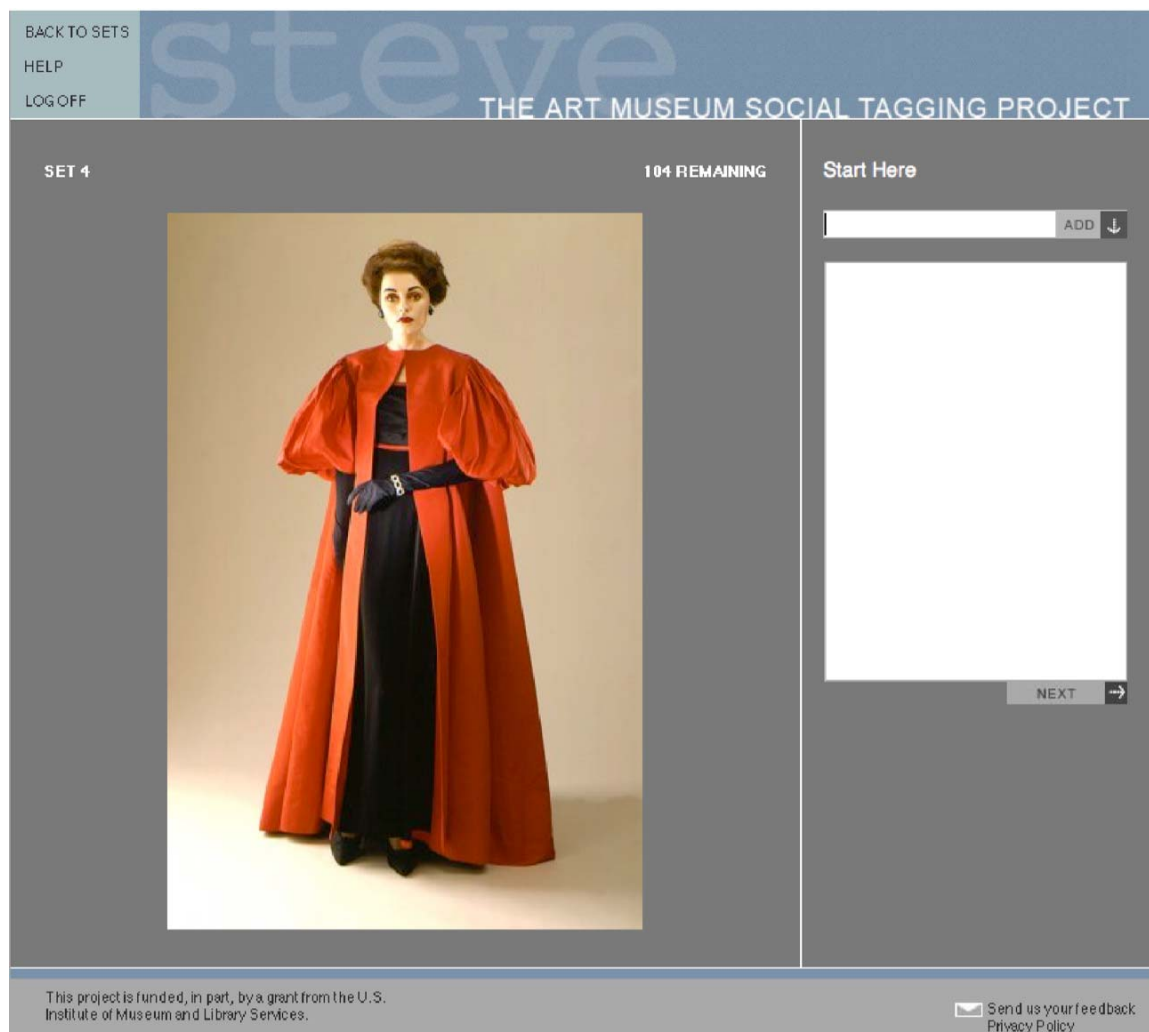 BACK TO SETS
HELP
LOG OFF
steve
THE ART MUSEUM SOCIAL TAGGING PROJECT
SET 4
104 REMAINING
Start Here
ADD
NEXT
This project is funded, in part, by a grant from the U.S.
Institute of Museum and Library Services.
Send us your feedback
Privacy Policy